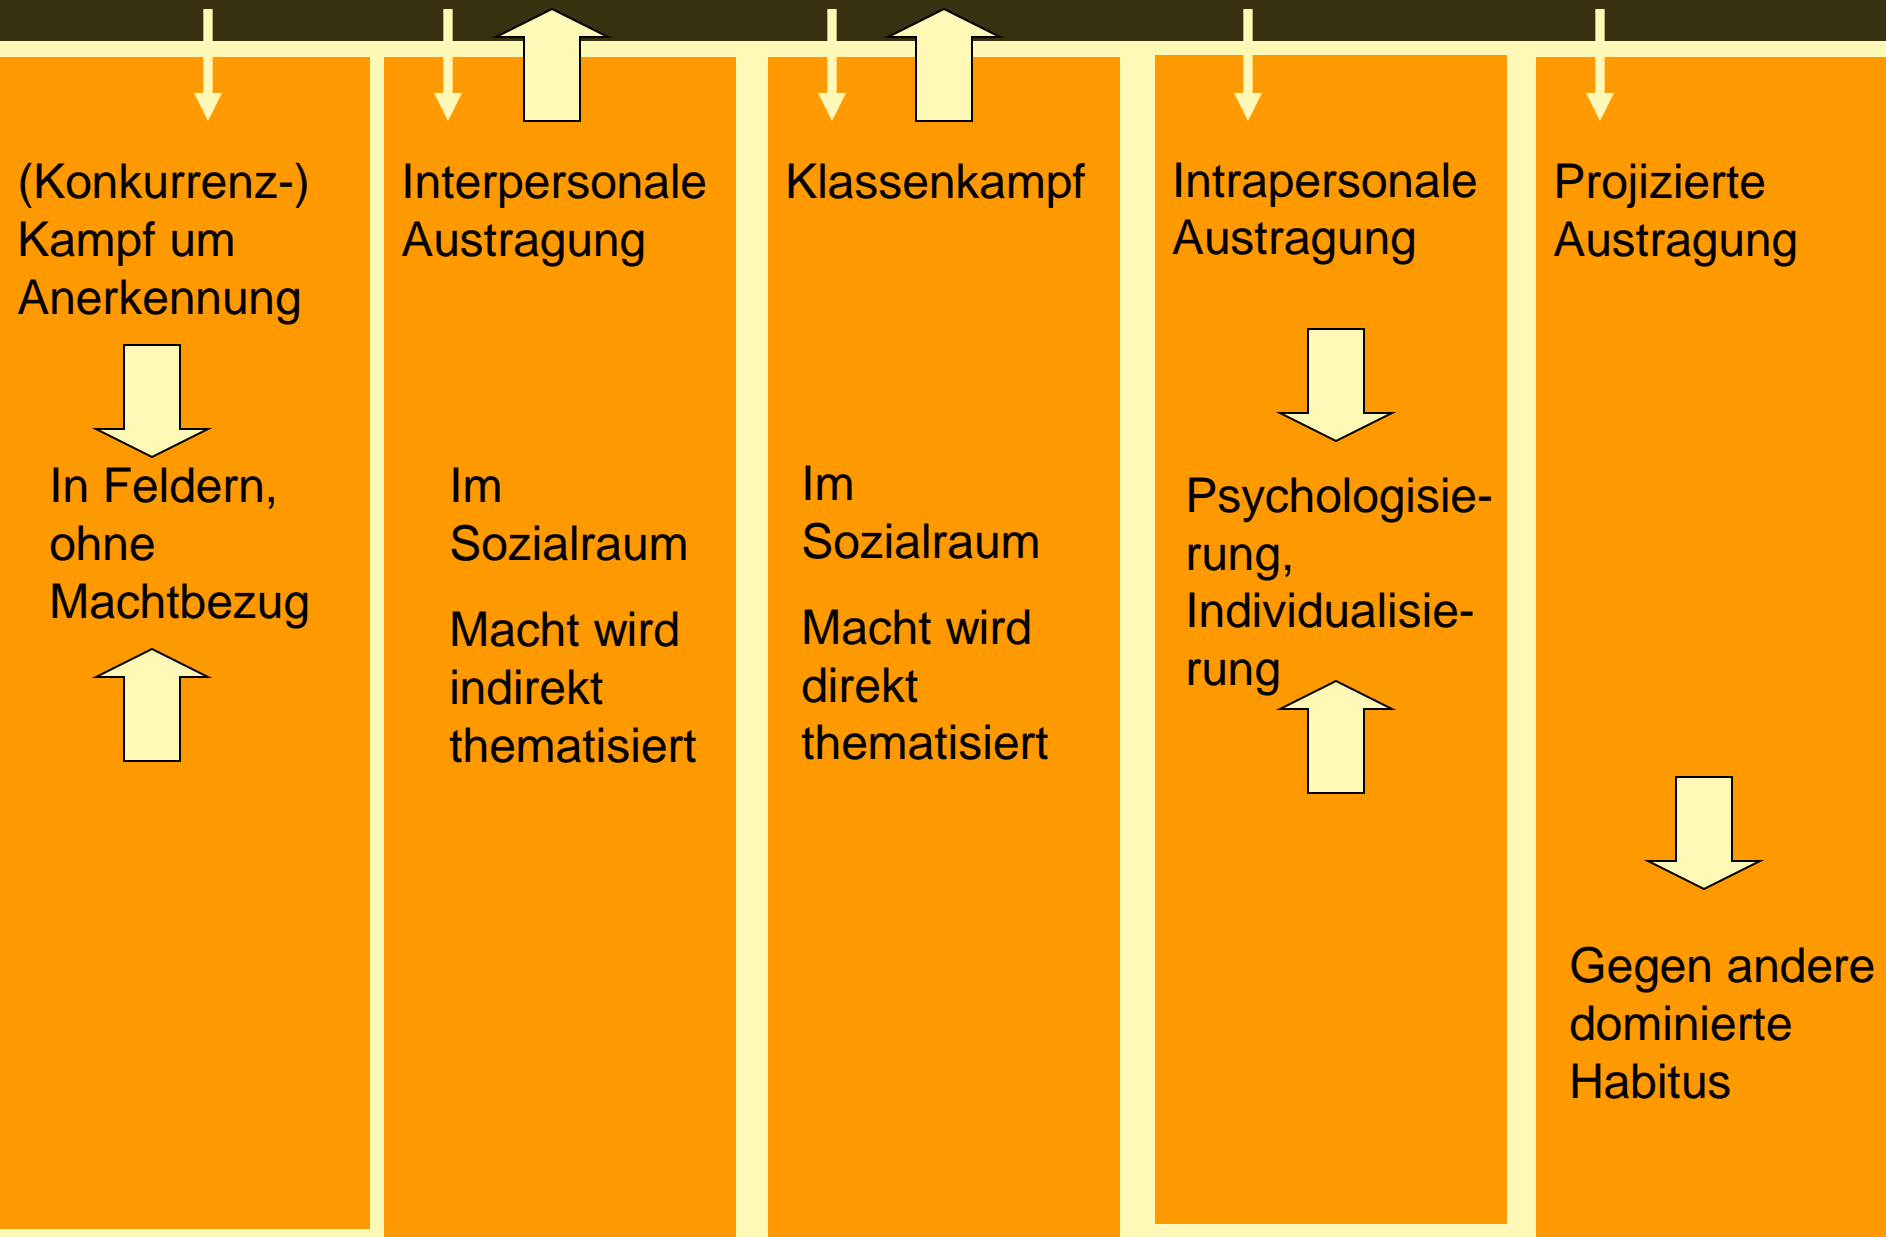 (Konkurrenz-)
Kampf um
Anerkennung
In Feldern,
ohne
Machtbezug
Interpersonale
Austragung
Im
Sozialraum
Macht wird
indirekt
thematisiert
Klassenkampf
Im
Sozialraum
Macht wird
direkt
thematisiert
Intrapersonale
Austragung
Psychologisie-
rung,
Individualisie-
rung
Projizierte
Austragung
Gegen andere
dominierte
Habitus